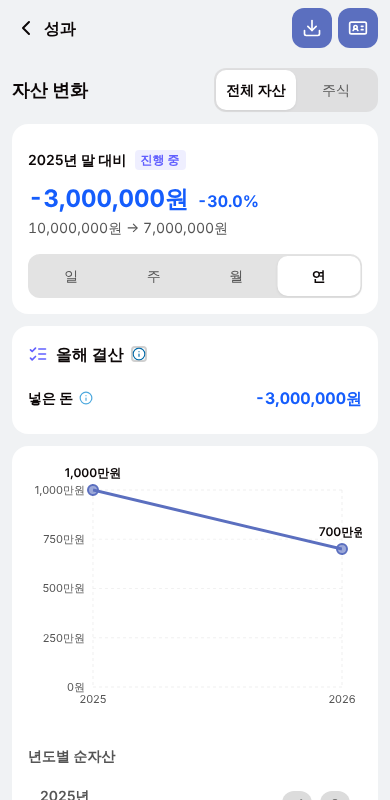 성과
자산 변화
전체 자산
주식
2025년 말 대비
진행 중
-3,000,000원 -30.0%
10,000,000원 → 7,000,000원
일
주
월
연
올해 결산
넣은 돈
-3,000,000원
1,000만원
1,000만원
700만원
750만원
500만원
250만원
0원
2025
2026
년도별 순자산
2025년